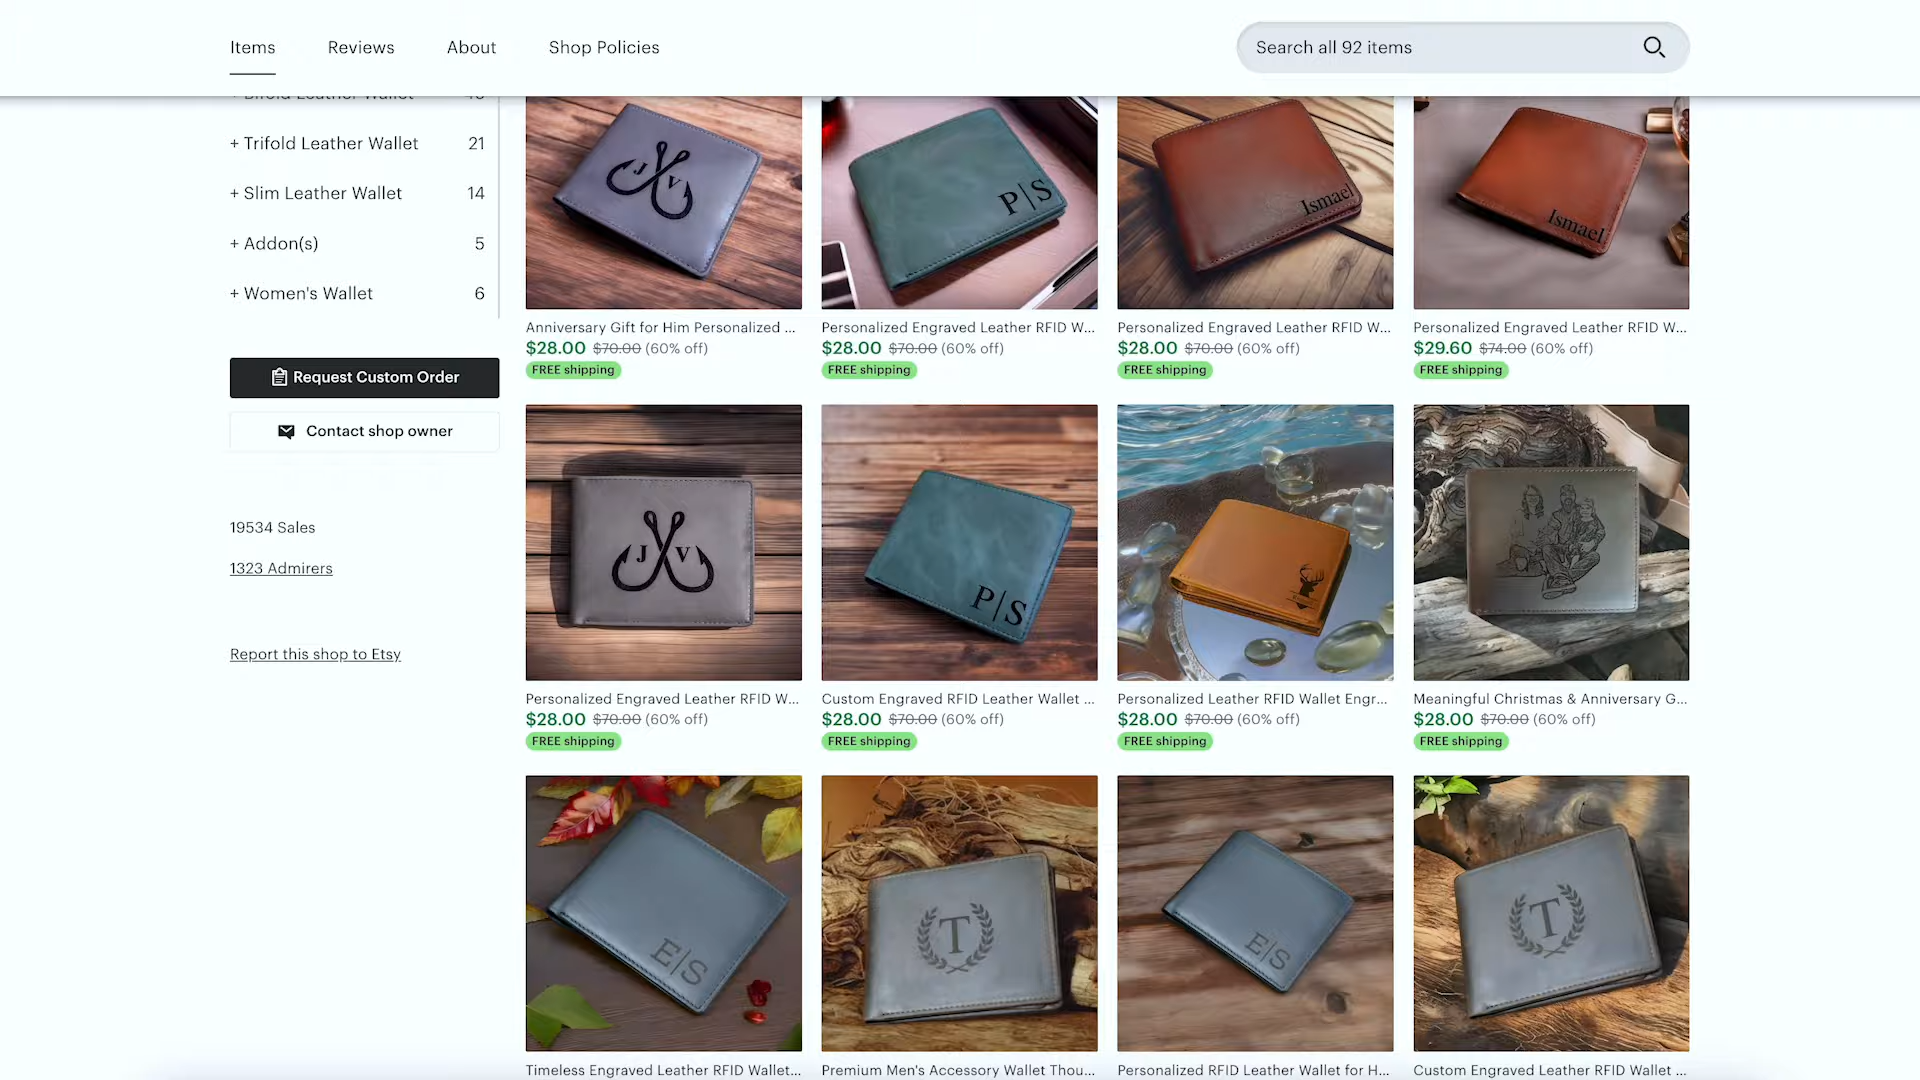 Items
Reviews
About
Shop Policies
Search all 92 items
+ Trifold Leather Wallet 21
+ Slim Leather Wallet 14
+ Addon(s) 5
+ Women's Wallet 6
Request Custom Order
Contact shop owner
19534 Sales
1323 Admirers
Report this shop to Etsy
J V
P|S
Ismael
Ismael
Anniversary Gift for Him Personalized ...
$28.00 $70.00 (60% off)
FREE shipping
Personalized Engraved Leather RFID W...
$28.00 $70.00 (60% off)
FREE shipping
Personalized Engraved Leather RFID W...
$28.00 $70.00 (60% off)
FREE shipping
Personalized Engraved Leather RFID W...
$29.60 $74.00 (60% off)
FREE shipping
J V
P|S
Personalized Engraved Leather RFID W...
$28.00 $70.00 (60% off)
FREE shipping
Custom Engraved RFID Leather Wallet ...
$28.00 $70.00 (60% off)
FREE shipping
Personalized Leather RFID Wallet Engr...
$28.00 $70.00 (60% off)
FREE shipping
Meaningful Christmas & Anniversary G...
$28.00 $70.00 (60% off)
FREE shipping
E|S
T
E|S
T
Timeless Engraved Leather RFID Wallet...
Premium Men's Accessory Wallet Thou...
Personalized RFID Leather Wallet for H...
Custom Engraved Leather RFID Wallet ...